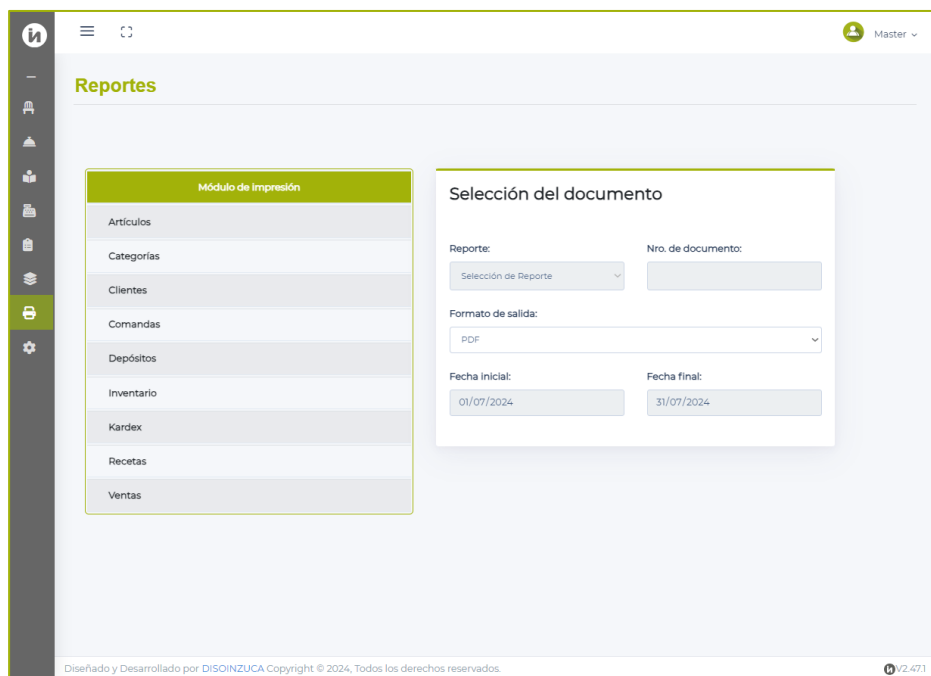 Master
Reportes
Módulo de impresión
Artículos
Categorías
Clientes
Comandas
Depósitos
Inventario
Kardex
Recetas
Ventas
Selección del documento
Reporte:
Nro. de documento:
Selección de Reporte
Formato de salida:
PDF
Fecha inicial:
Fecha final:
01/07/2024
31/07/2024
Diseñado y Desarrollado por DISOINZUCA Copyright © 2024, Todos los derechos reservados.
V2.47.1